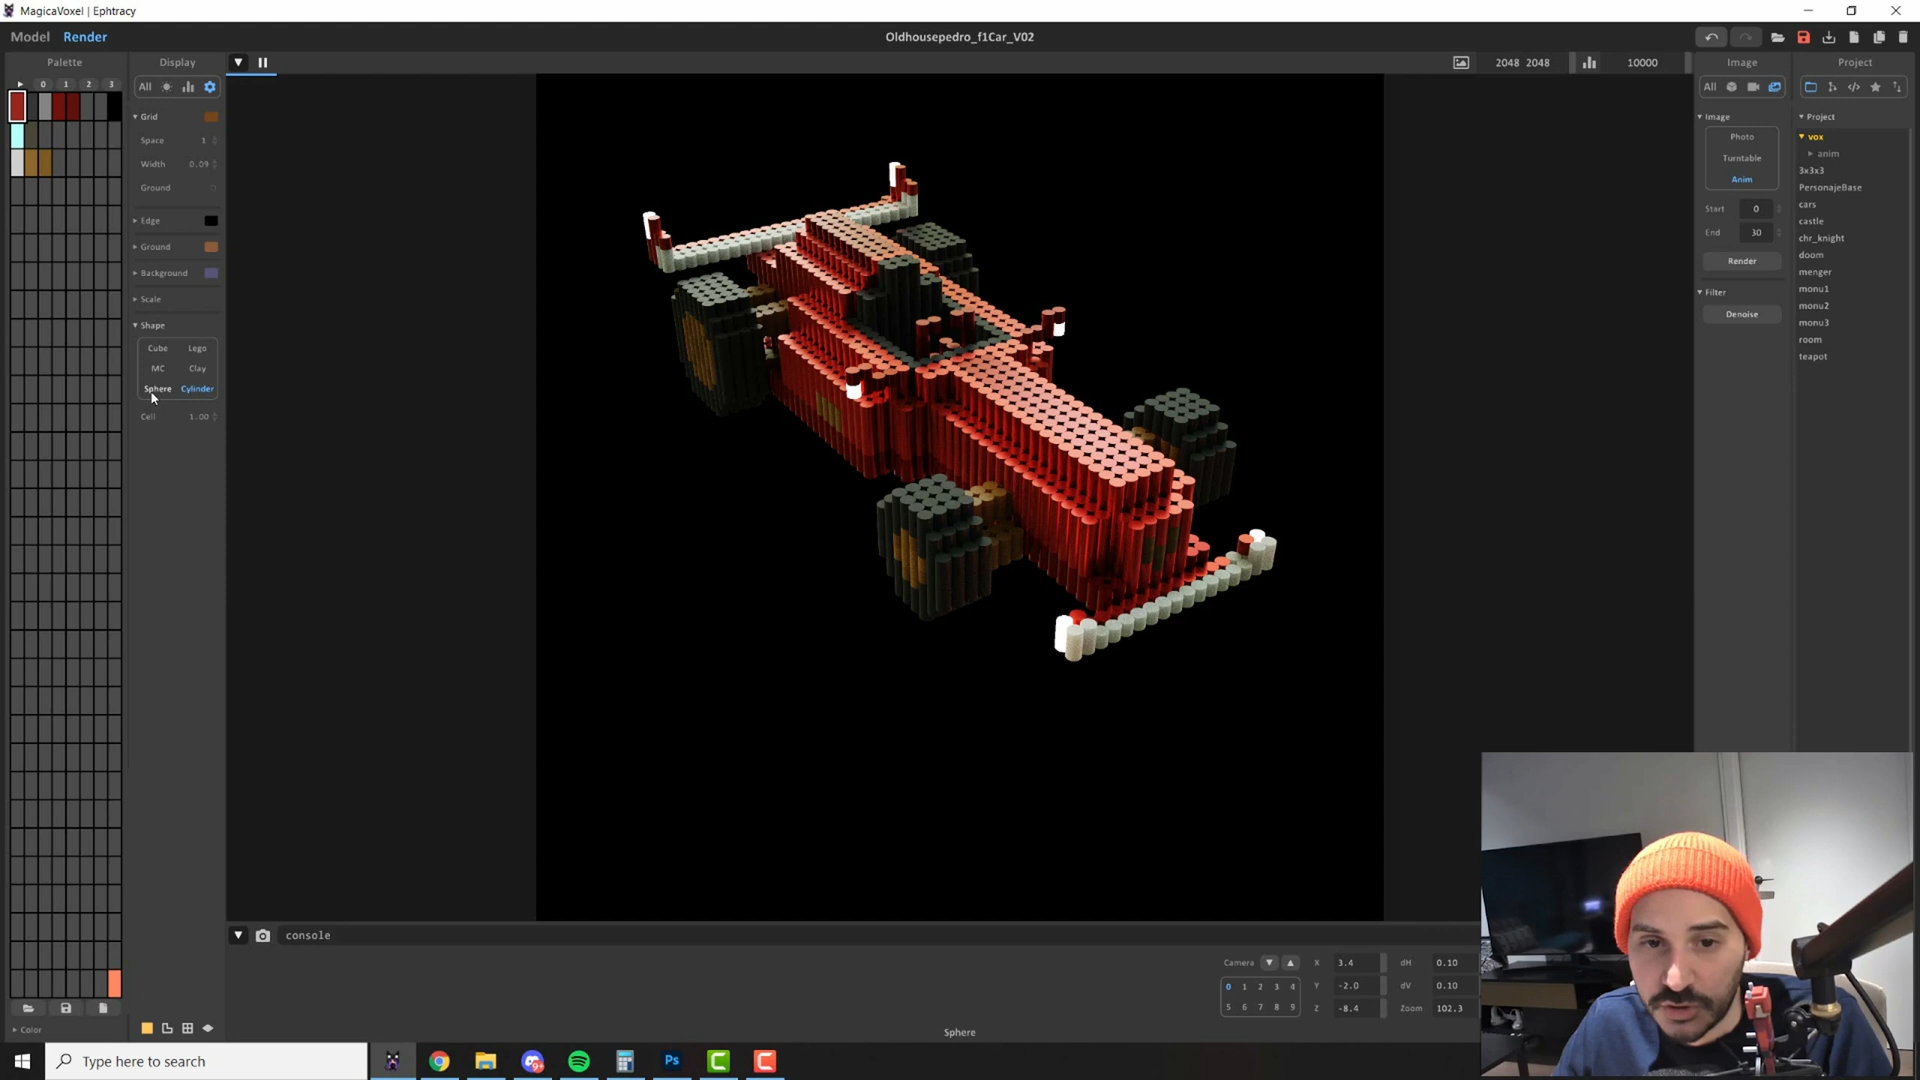 MagicaVoxel | Ephtracy
Model Render
Oldhousepedro_f1Car_V02
Palette
0 1 2 3
Display
All
Grid
Space 1
Width 0.09
Ground
Edge
Ground
Background
Scale
Shape
Cube Lego
MC Clay
Sphere Cylinder
Cell 1.00
2048 2048
10000
Image
All
Image
Photo
Turntable
Anim
Start 0
End 30
Render
Filter
Denoise
Project
Project
vox
anim
3x3x3
PersonajeBase
cars
castle
chr_knight
doom
menger
monu1
monu2
monu3
room
teapot
console
Camera
0 1 2 3 4
5 6 7 8 9
X 3.4 dH 0.10
Y -2.0 dV 0.10
Z -8.4 Zoom 102.3
Color
Sphere
Type here to search
9+
Ps
C
C